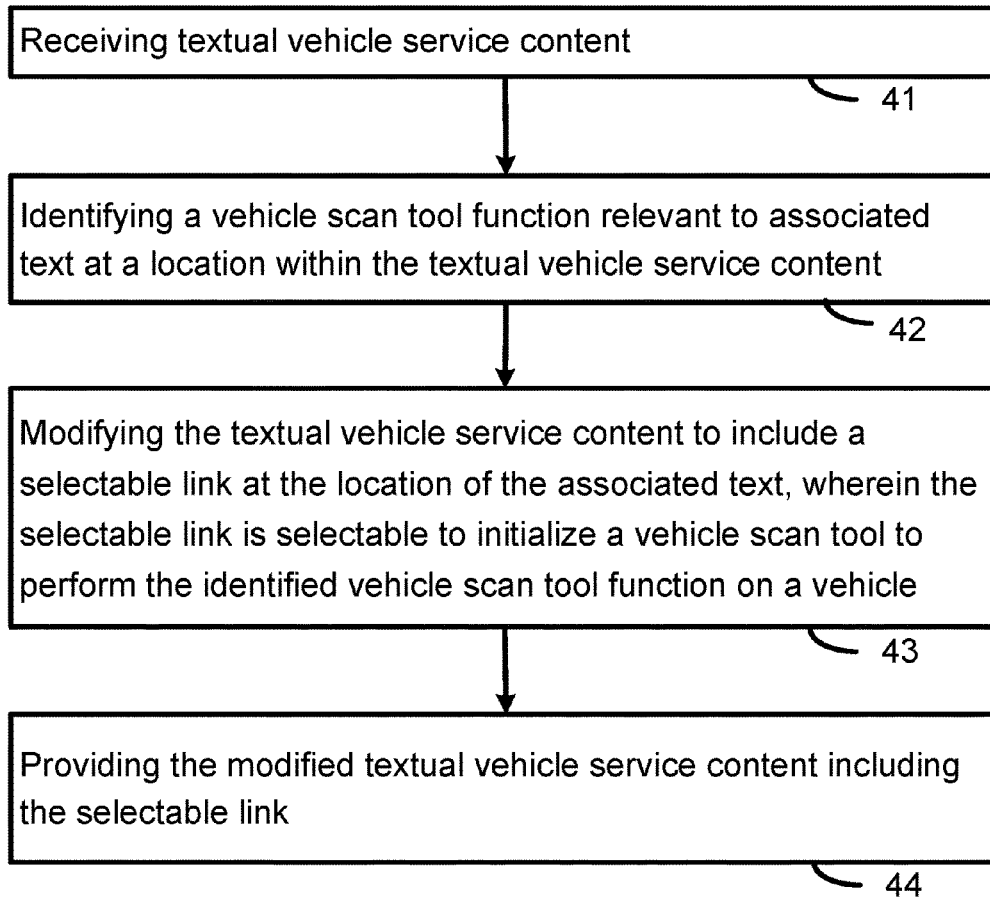 Receiving textual vehicle service content
41
Identifying a vehicle scan tool function relevant to associated
text at a location within the textual vehicle service content
42
Modifying the textual vehicle service content to include a
selectable link at the location of the associated text, wherein the
selectable link is selectable to initialize a vehicle scan tool to
perform the identified vehicle scan tool function on a vehicle
43
Providing the modified textual vehicle service content including
the selectable link
44